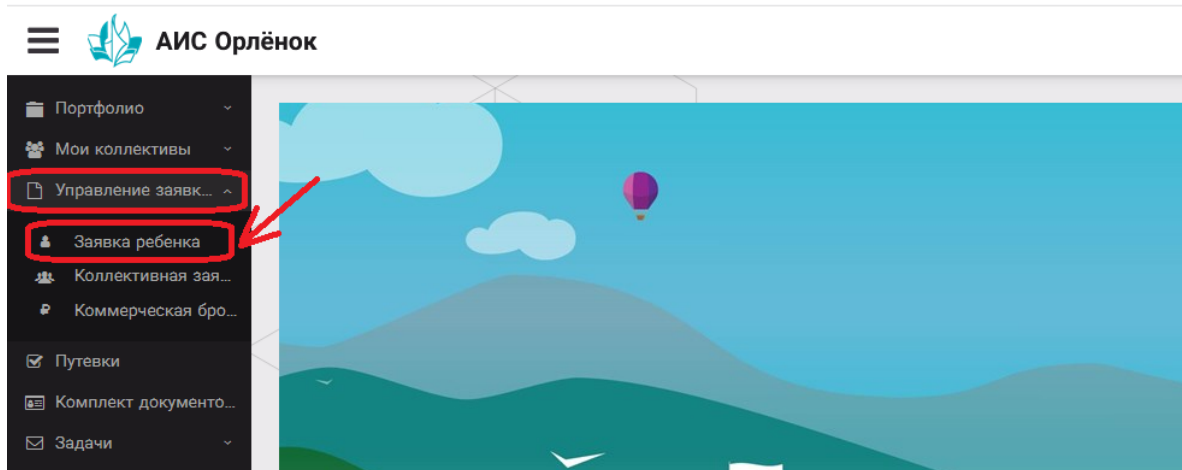 АИС Орлёнок
Портфолио
Мои коллективы
Управление заявк...
Заявка ребенка
Коллективная зая...
Коммерческая бро...
Путевки
Комплект документо...
Задачи